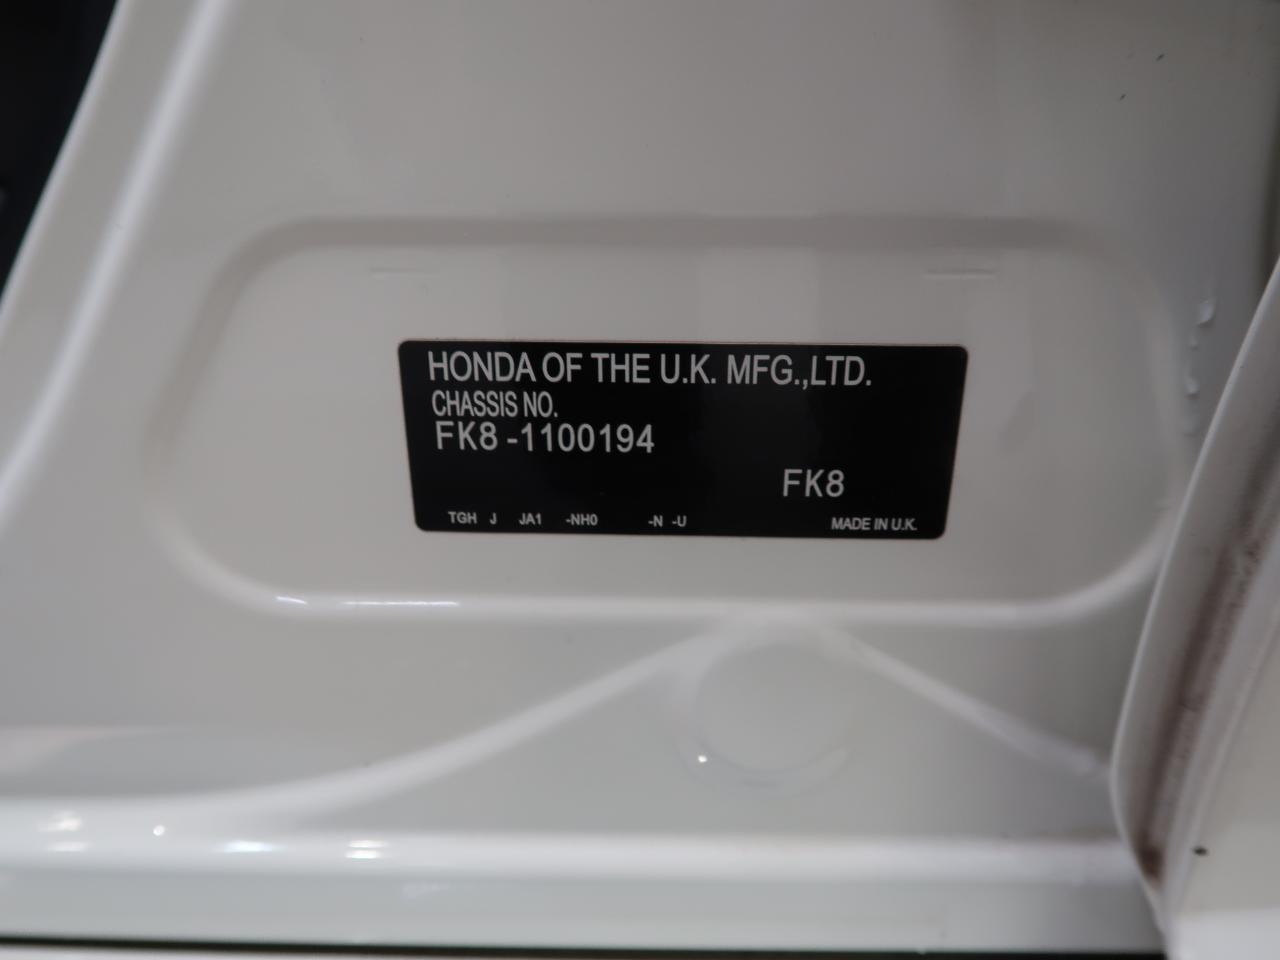 HONDA OF THE U.K. MFG.,LTD.
CHASSIS NO.
FK8-1100194
FK8
TGH J JA1 -NH0 -N -U MADE IN U.K.